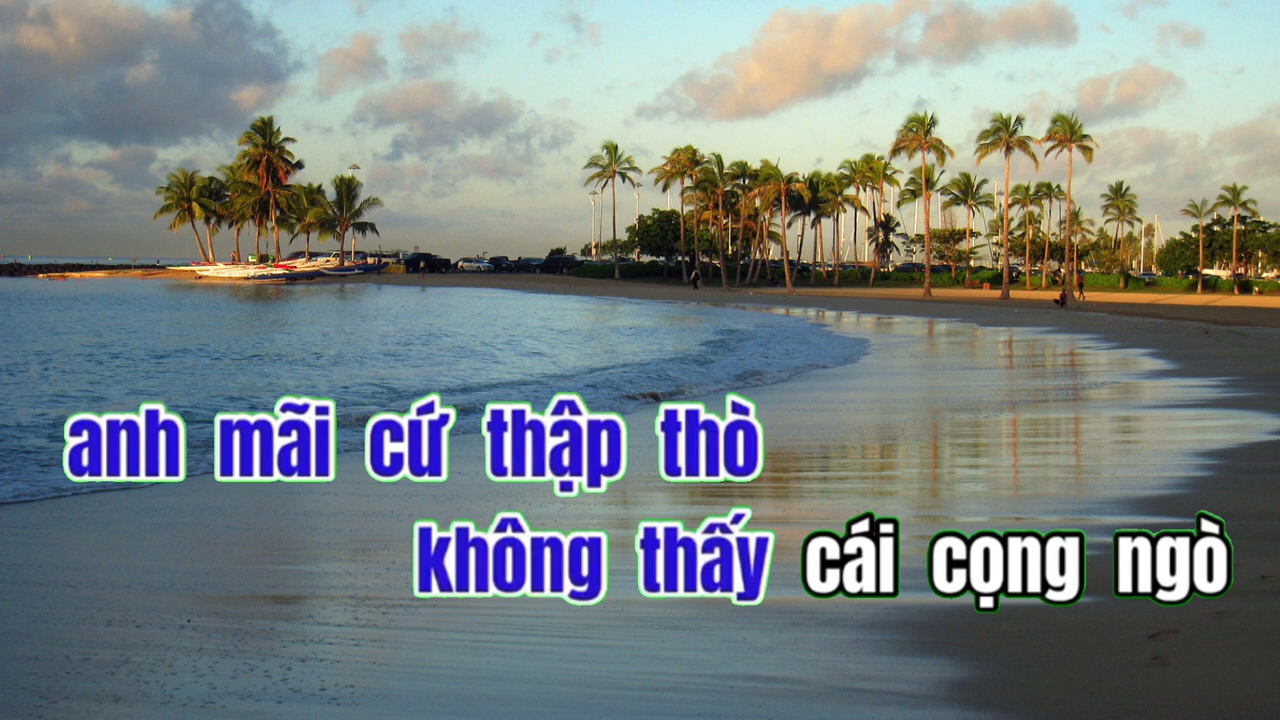 anh mãi cứ thập thò
không thấy cái cọng ngò